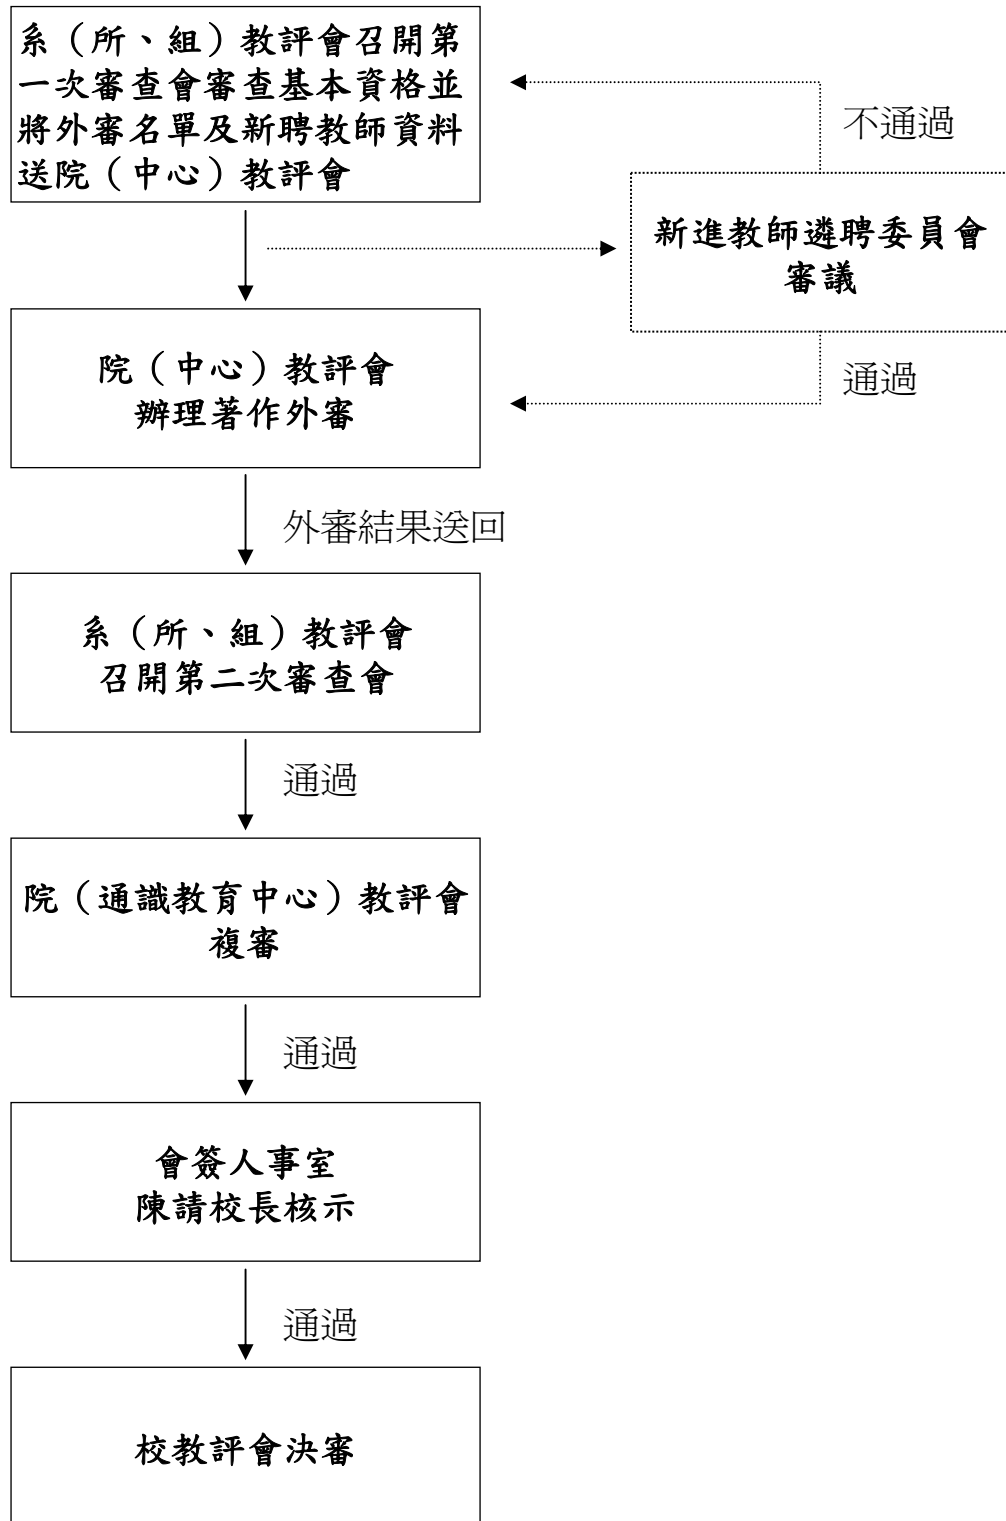 系（所、組）教評會召開第
一次審查會審查基本資格並
將外審名單及新聘教師資料
送院（中心）教評會
不通過
新進教師遴聘委員會
審議
通過
院（中心）教評會
辦理著作外審
外審結果送回
系（所、組）教評會
召開第二次審查會
通過
院（通識教育中心）教評會
複審
通過
會簽人事室
陳請校長核示
通過
校教評會決審